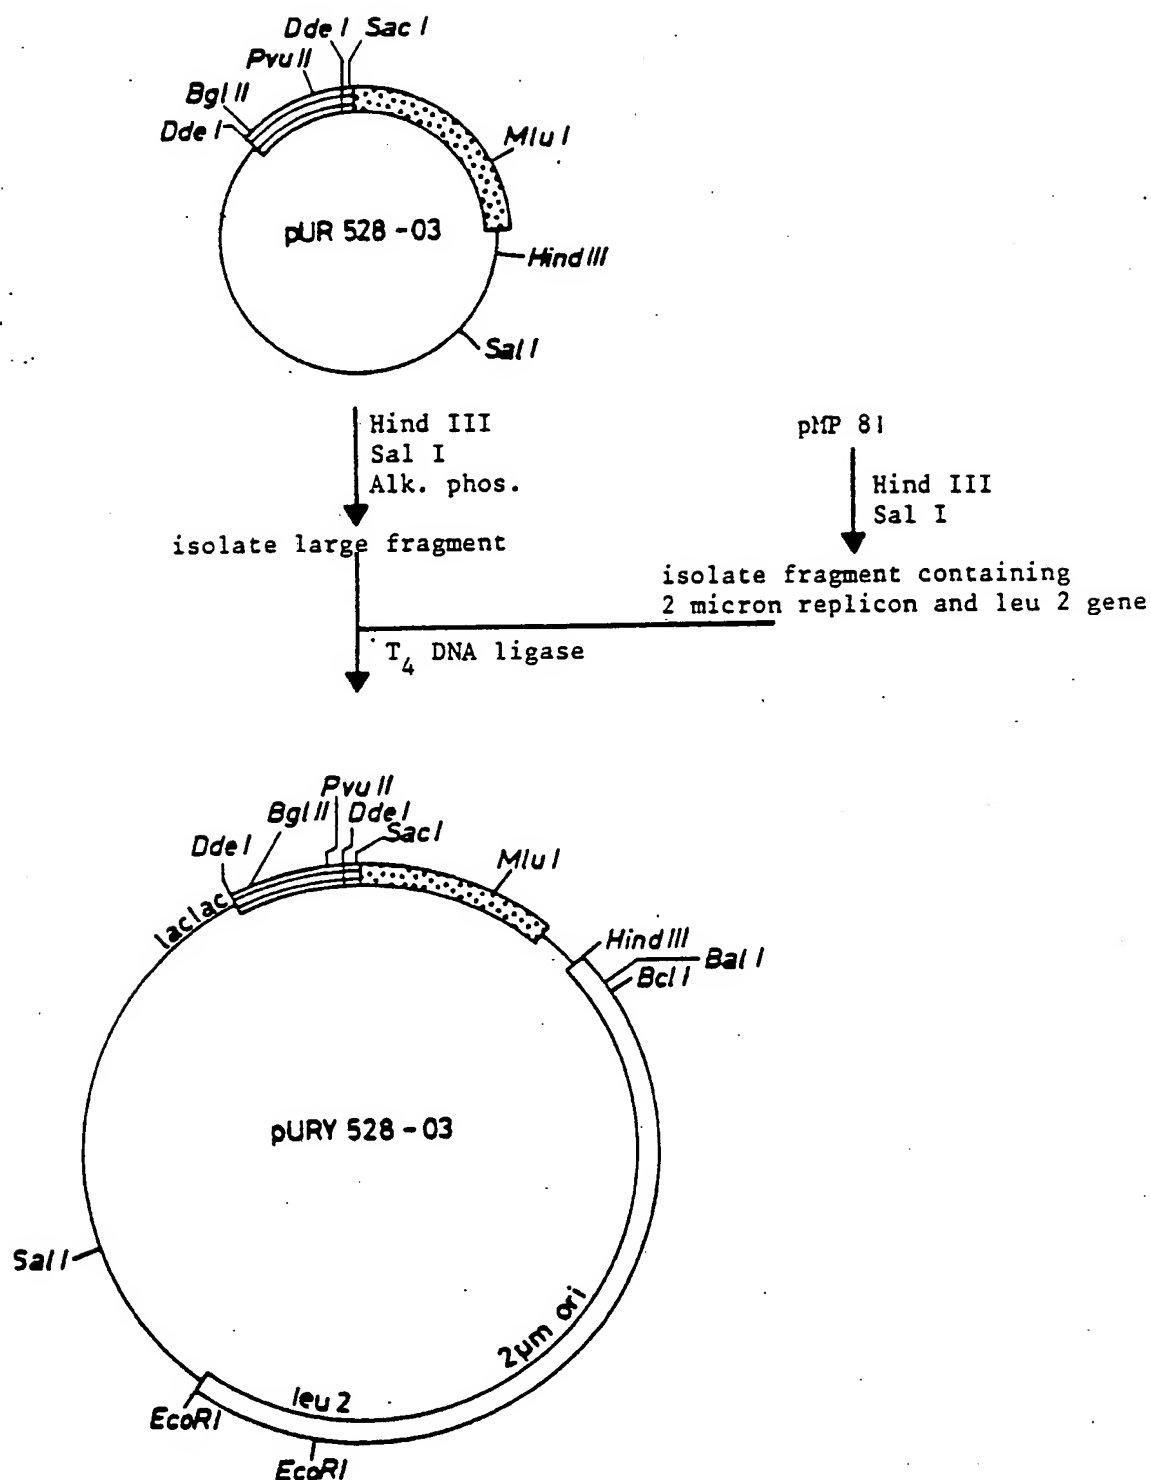 Dde I Sac I
Pvu II
Bgl II
Dde I
Mlu I
pUR 528-03
Hind III
Sal I
Hind III
Sal I
Alk. phos.
pMP 81
Hind III
Sal I
isolate large fragment
isolate fragment containing
2 micron replicon and leu 2 gene
T4 DNA ligase
Pvu II
Bgl II Dde I
Sac I
Dde I
Mlu I
laclac
Hind III
Bal I
Bcl I
pURY 528-03
Sal I
2μm ori
leu 2
EcoRI
EcoRI